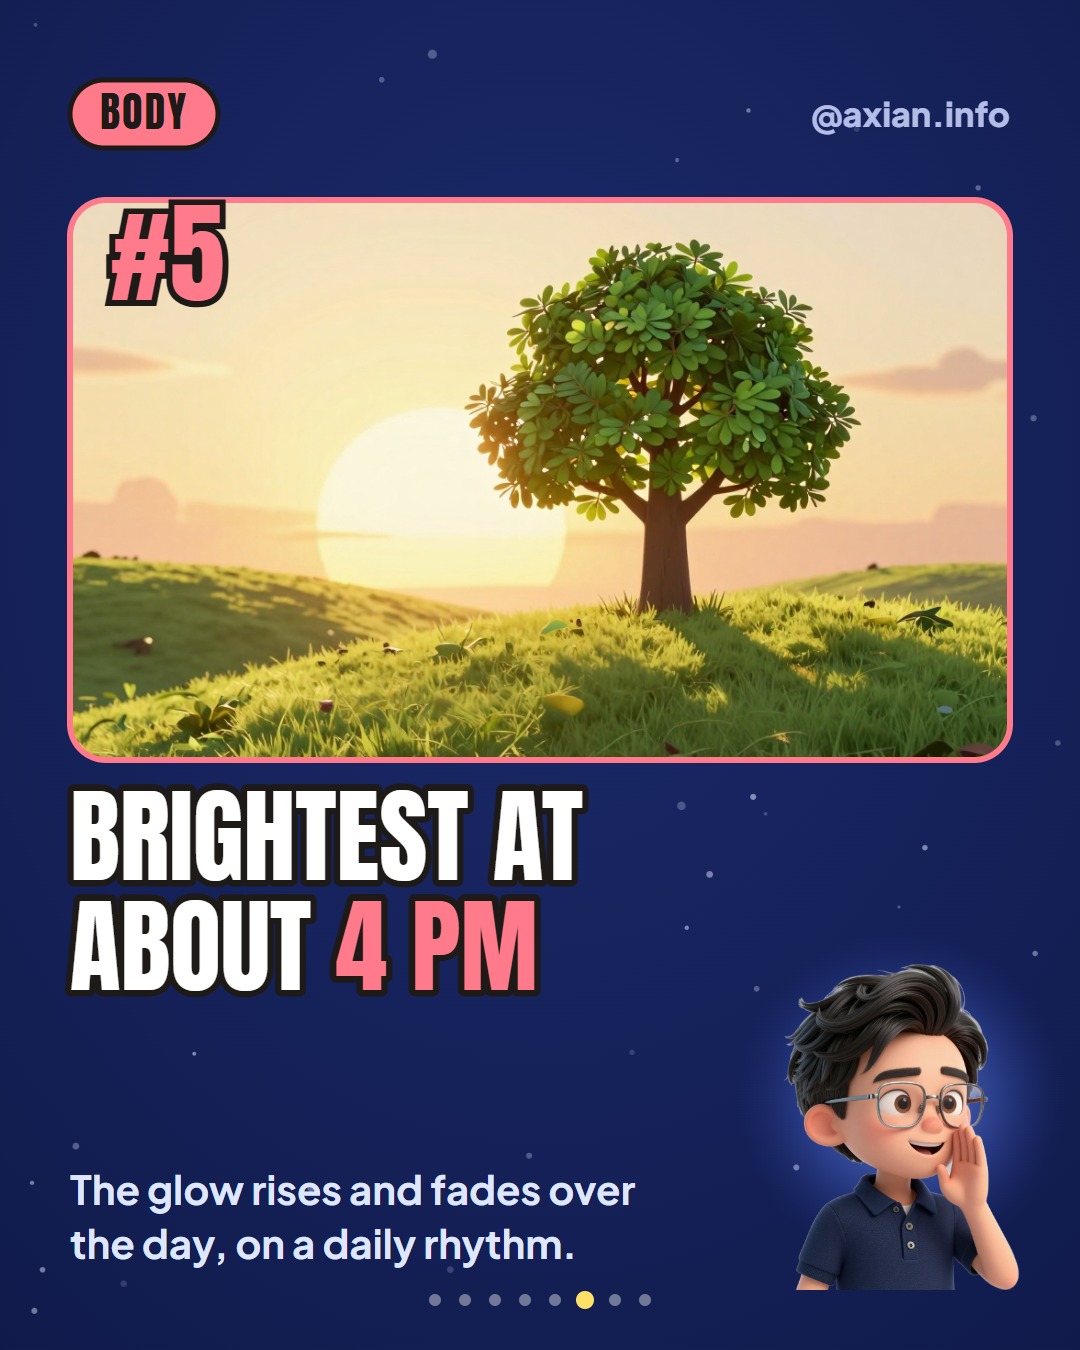 BODY
@axian.info
#5
BRIGHTEST AT
ABOUT 4 PM
The glow rises and fades over
the day, on a daily rhythm.